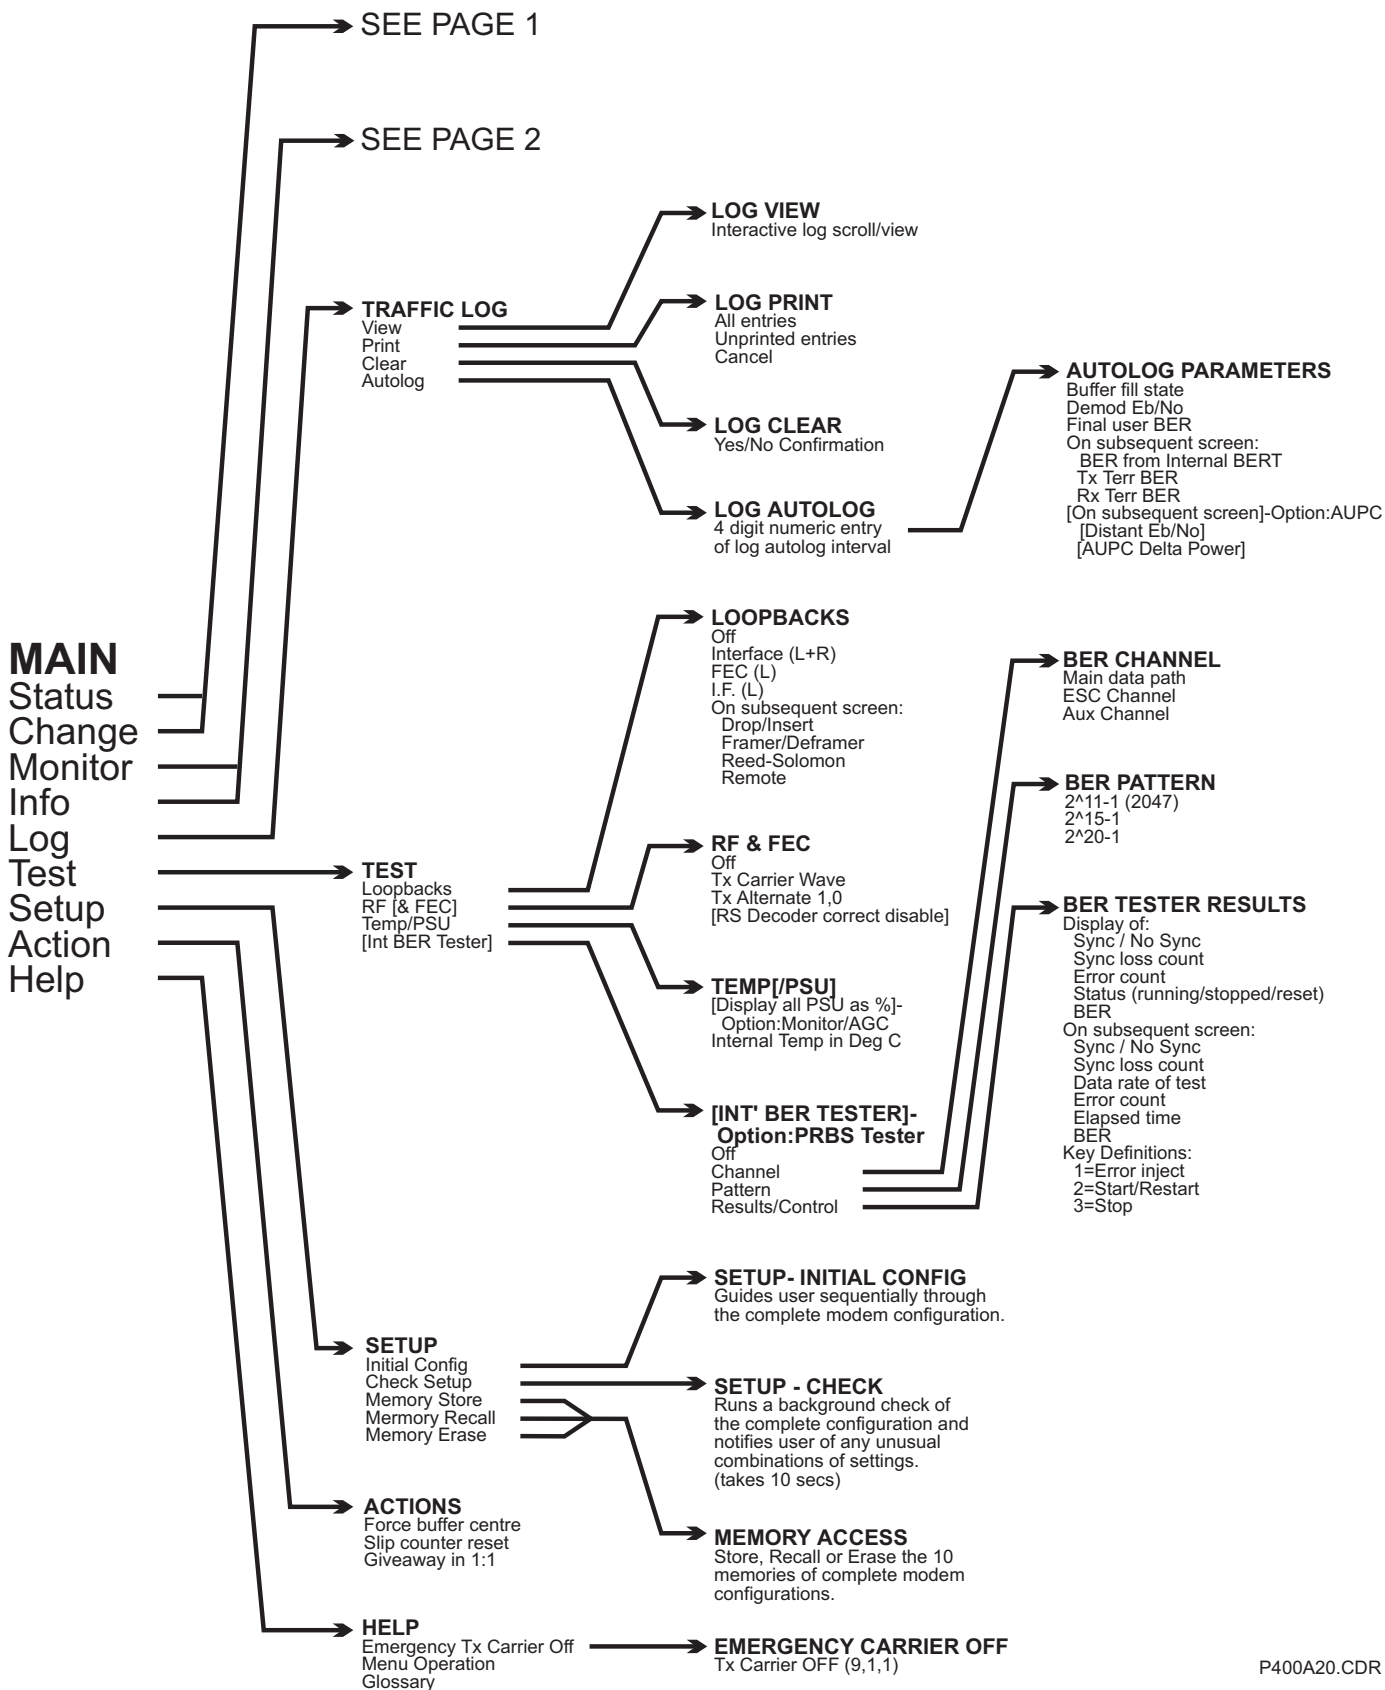 SEE PAGE 1
SEE PAGE 2
MAIN
Status
Change
Monitor
Info
Log
Test
Setup
Action
Help
TRAFFIC LOG
View
Print
Clear
Autolog
LOG VIEW
Interactive log scroll/view
LOG PRINT
All entries
Unprinted entries
Cancel
LOG CLEAR
Yes/No Confirmation
LOG AUTOLOG
4 digit numeric entry
of log autolog interval
AUTOLOG PARAMETERS
Buffer fill state
Demod Eb/No
Final user BER
On subsequent screen:
BER from Internal BERT
Tx Terr BER
Rx Terr BER
[On subsequent screen]-Option:AUPC
[Distant Eb/No]
[AUPC Delta Power]
TEST
Loopbacks
RF [& FEC]
Temp/PSU
[Int BER Tester]
LOOPBACKS
Off
Interface (L+R)
FEC (L)
I.F. (L)
On subsequent screen:
Drop/Insert
Framer/Deframer
Reed-Solomon
Remote
RF & FEC
Off
Tx Carrier Wave
Tx Alternate 1,0
[RS Decoder correct disable]
TEMP[/PSU]
[Display all PSU as %]-
Option:Monitor/AGC
Internal Temp in Deg C
[INT' BER TESTER]-
Option:PRBS Tester
Off
Channel
Pattern
Results/Control
BER CHANNEL
Main data path
ESC Channel
Aux Channel
BER PATTERN
2^11-1 (2047)
2^15-1
2^20-1
BER TESTER RESULTS
Display of:
Sync / No Sync
Sync loss count
Error count
Status (running/stopped/reset)
BER
On subsequent screen:
Sync / No Sync
Sync loss count
Data rate of test
Error count
Elapsed time
BER
Key Definitions:
1=Error inject
2=Start/Restart
3=Stop
SETUP
Initial Config
Check Setup
Memory Store
Mermory Recall
Memory Erase
SETUP- INITIAL CONFIG
Guides user sequentially through
the complete modem configuration.
SETUP - CHECK
Runs a background check of
the complete configuration and
notifies user of any unusual
combinations of settings.
(takes 10 secs)
MEMORY ACCESS
Store, Recall or Erase the 10
memories of complete modem
configurations.
ACTIONS
Force buffer centre
Slip counter reset
Giveaway in 1:1
HELP
Emergency Tx Carrier Off
Menu Operation
Glossary
EMERGENCY CARRIER OFF
Tx Carrier OFF (9,1,1)
P400A20.CDR